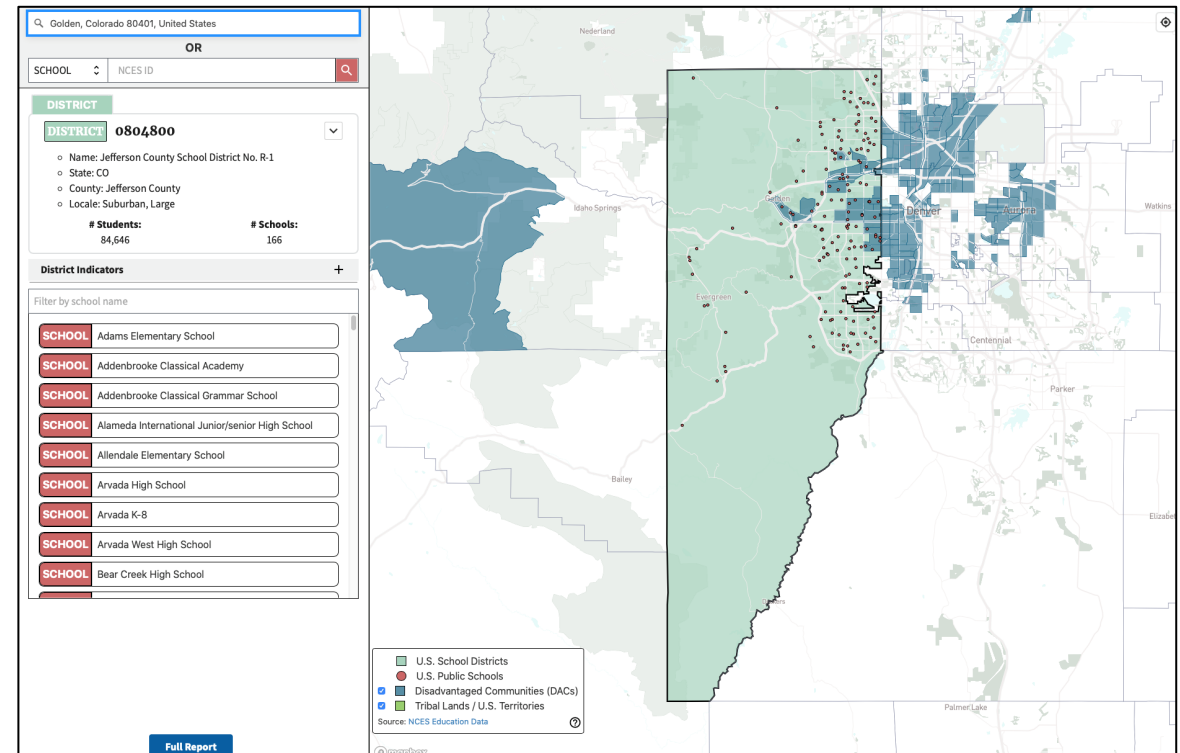 Golden, Colorado 80401, United States
OR
SCHOOL
NCES ID
DISTRICT
DISTRICT 0804800
Name: Jefferson County School District No. R-1
State: CO
County: Jefferson County
Locale: Suburban, Large
# Students: # Schools:
84,646 166
District Indicators +
Filter by school name
SCHOOL Adams Elementary School
SCHOOL Addenbrooke Classical Academy
SCHOOL Addenbrooke Classical Grammar School
SCHOOL Alameda International Junior/senior High School
SCHOOL Allendale Elementary School
SCHOOL Arvada High School
SCHOOL Arvada K-8
SCHOOL Arvada West High School
SCHOOL Bear Creek High School
Full Report
Nederland
Idaho Springs
Golden
Denver
Aurora
Watkins
Evergreen
Centennial
Parker
Bailey
Palmer Lake
U.S. School Districts
U.S. Public Schools
Disadvantaged Communities (DACs)
Tribal Lands / U.S. Territories
Source: NCES Education Data
mapbox